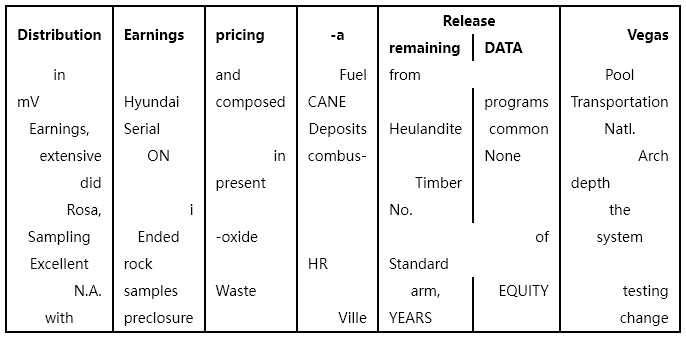 Release
Distribution Earnings pricing -a remaining DATA Vegas
in and Fuel from Pool
mV Hyundai composed CANE programs Transportation
Earnings, Serial Deposits Heulandite common Natl.
extensive ON in combus- None Arch
did present Timber depth
Rosa, i No. the
Sampling Ended -oxide of system
Excellent rock HR Standard
N.A. samples Waste arm, EQUITY testing
with preclosure Ville YEARS change